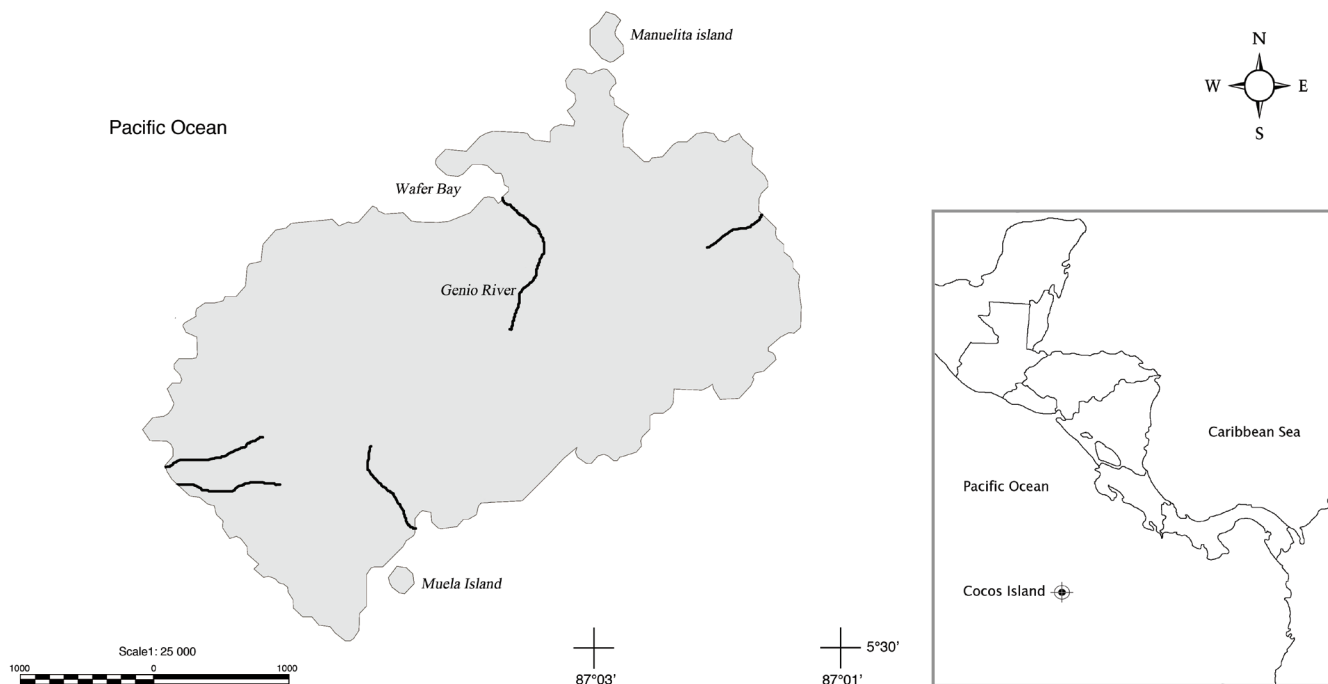 Manuelita island
N
W
E
S
Pacific Ocean
Wafer Bay
Genio River
Muela Island
Caribbean Sea
Pacific Ocean
Cocos Island
Scale1: 25 000
1000
0
1000
5°30'
87°03'
87°01'